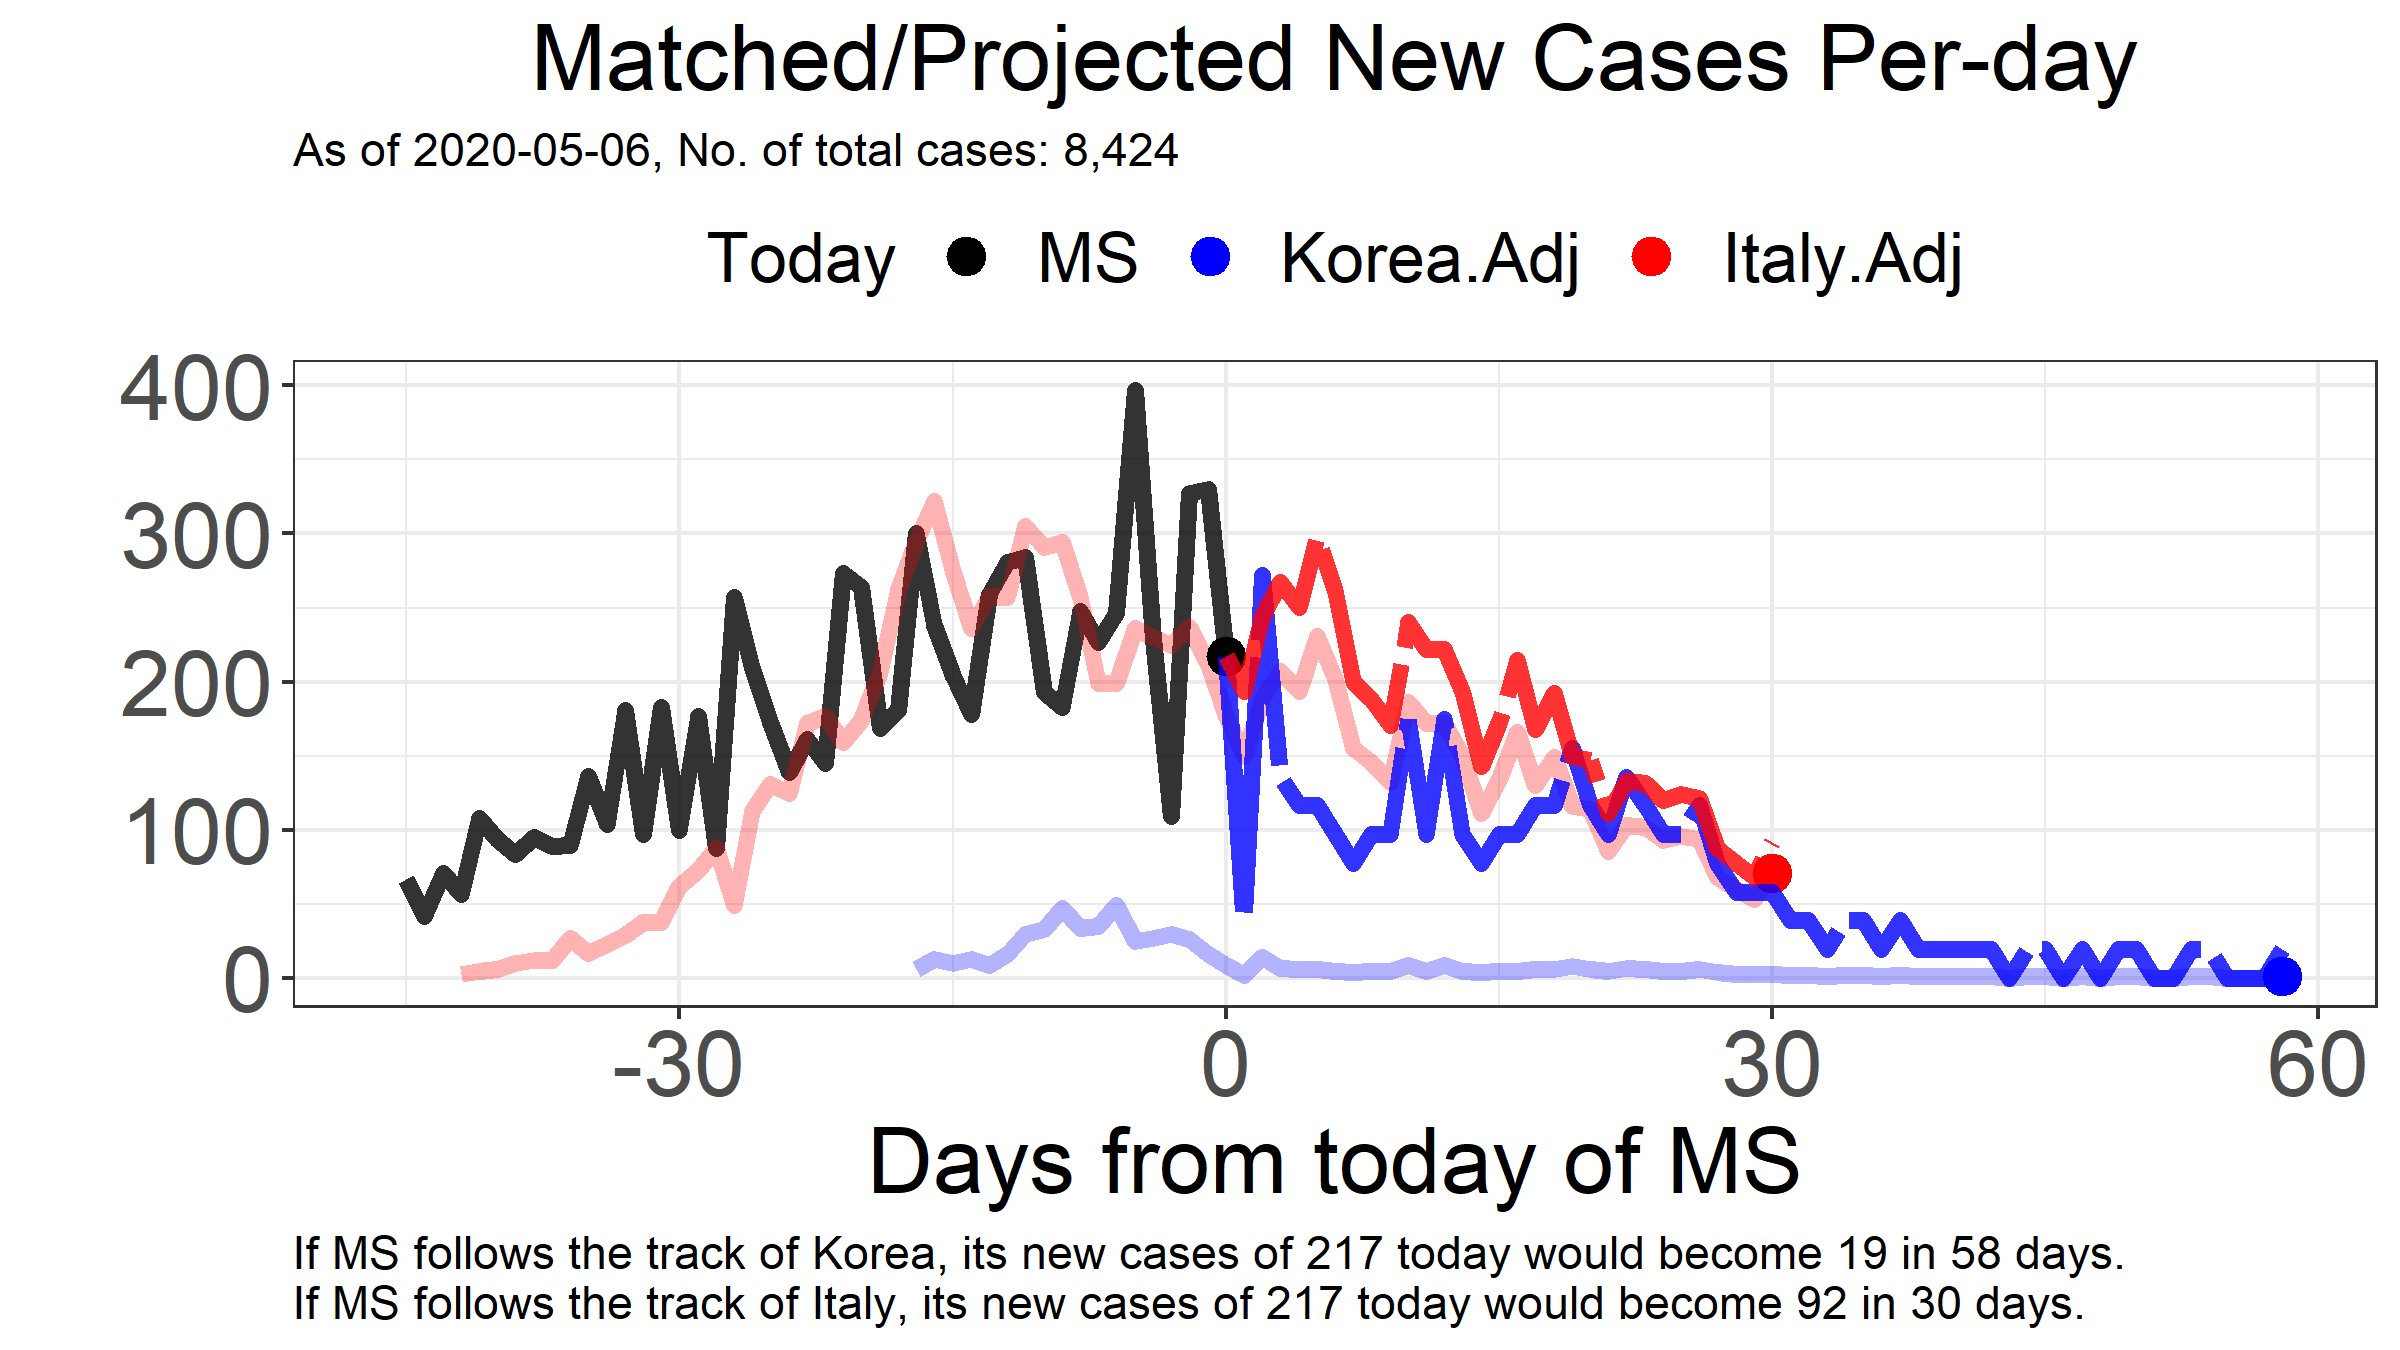 Matched/Projected New Cases Per-day
As of 2020-05-06, No. of total cases: 8,424
Today MS Korea.Adj Italy.Adj
400
300
200
100
0
-30 0 30 60
Days from today of MS
If MS follows the track of Korea, its new cases of 217 today would become 19 in 58 days.
If MS follows the track of Italy, its new cases of 217 today would become 92 in 30 days.